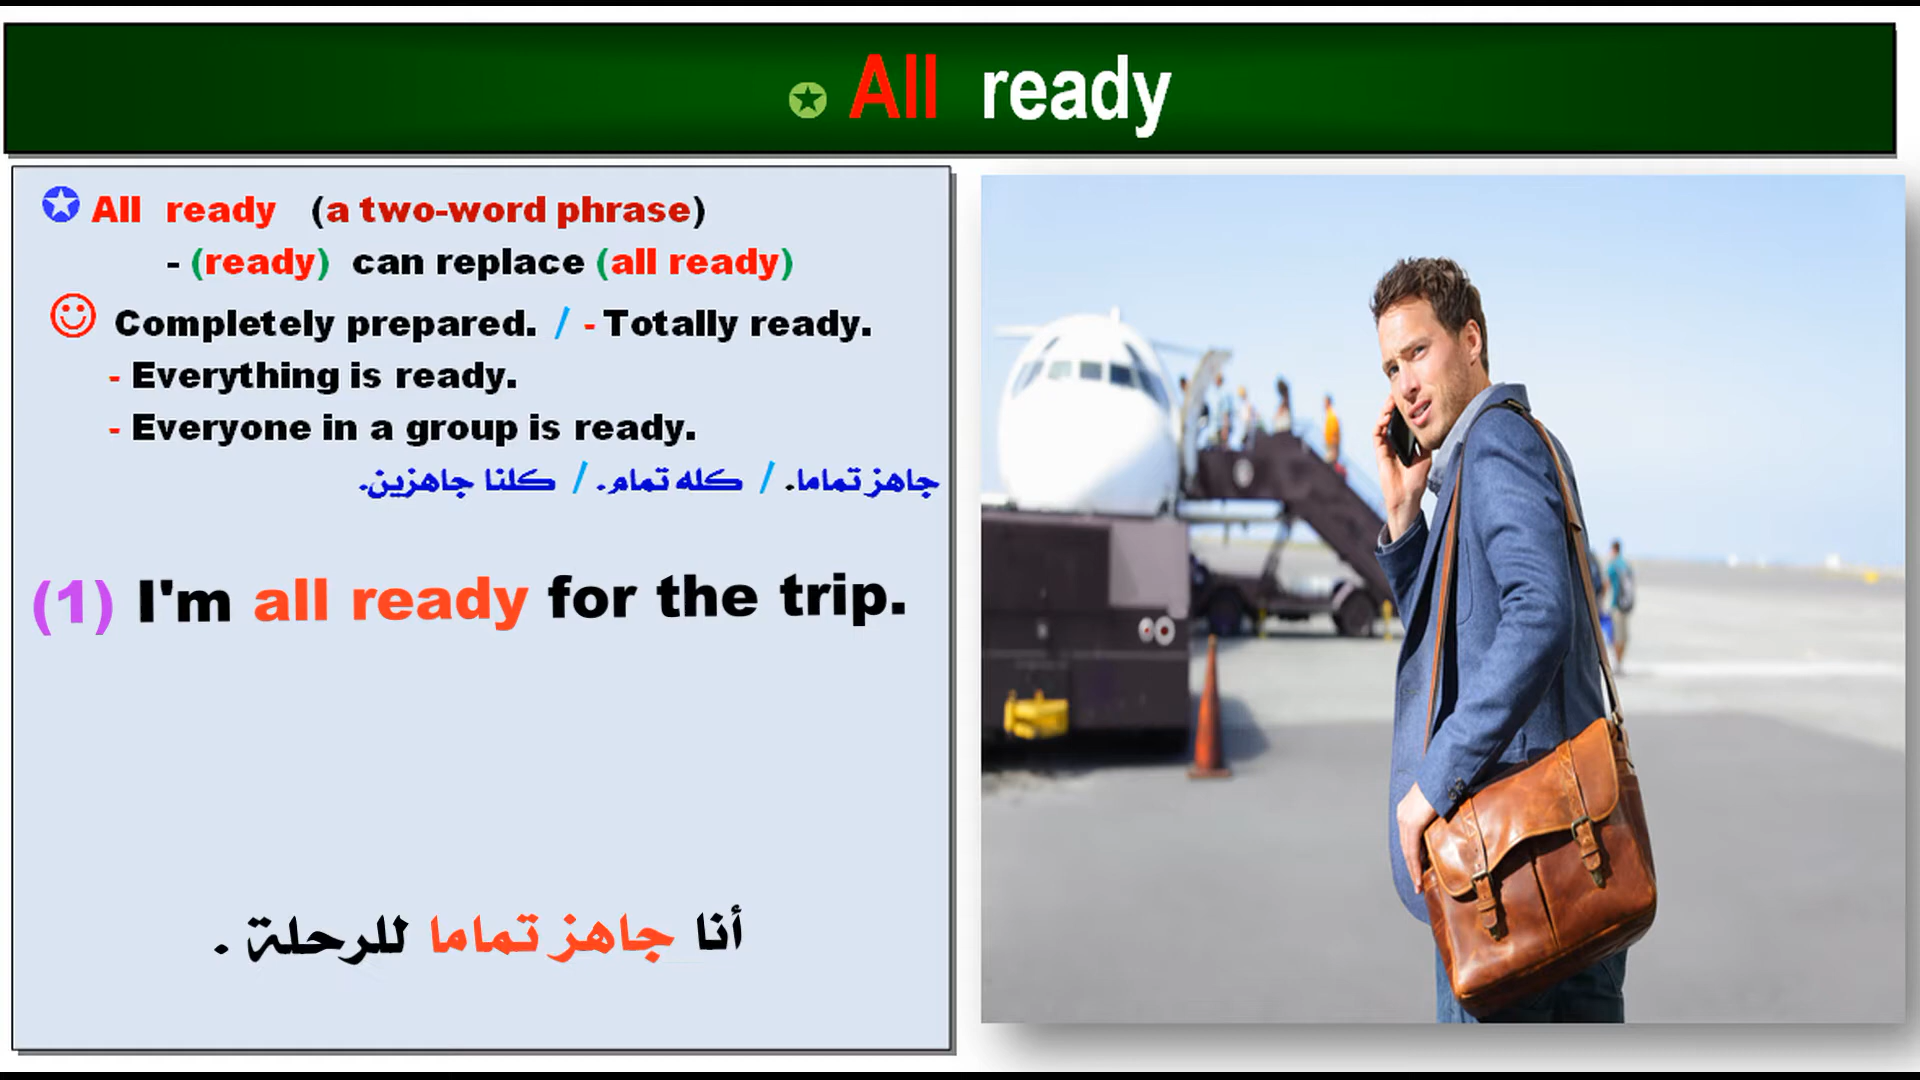 All ready
All ready (a two-word phrase)
- (ready) can replace (all ready)
Completely prepared. / - Totally ready.
- Everything is ready.
- Everyone in a group is ready.
جاهز تماما. / كله تمام. / كلنا جاهزين.
(1) I'm all ready for the trip.
أنا جاهز تماما للرحلة .